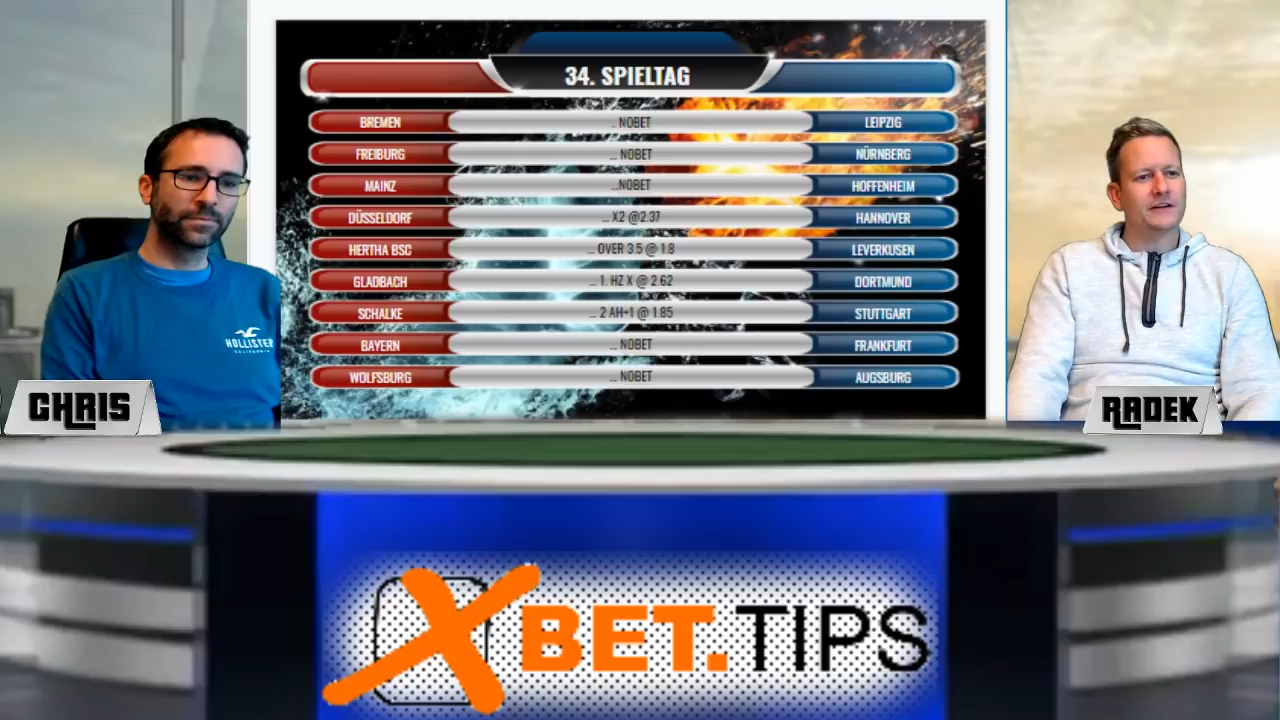 34. SPIELTAG
BREMEN .. NOBET LEIPZIG
FREIBURG ... NOBET NÜRNBERG
MAINZ ...NOBET HOFFENHEIM
DÜSSELDORF ... X2 @2.37 HANNOVER
HERTHA BSC ... OVER 3.5 @ 1.8 LEVERKUSEN
GLADBACH ... 1. HZ X @ 2.62 DORTMUND
SCHALKE ... 2 AH+1 @ 1.85 STUTTGART
BAYERN ... NOBET FRANKFURT
WOLFSBURG ... NOBET AUGSBURG
HOLLISTER
CALIFORNIA
CHRIS
RADEK
XBET.TIPS